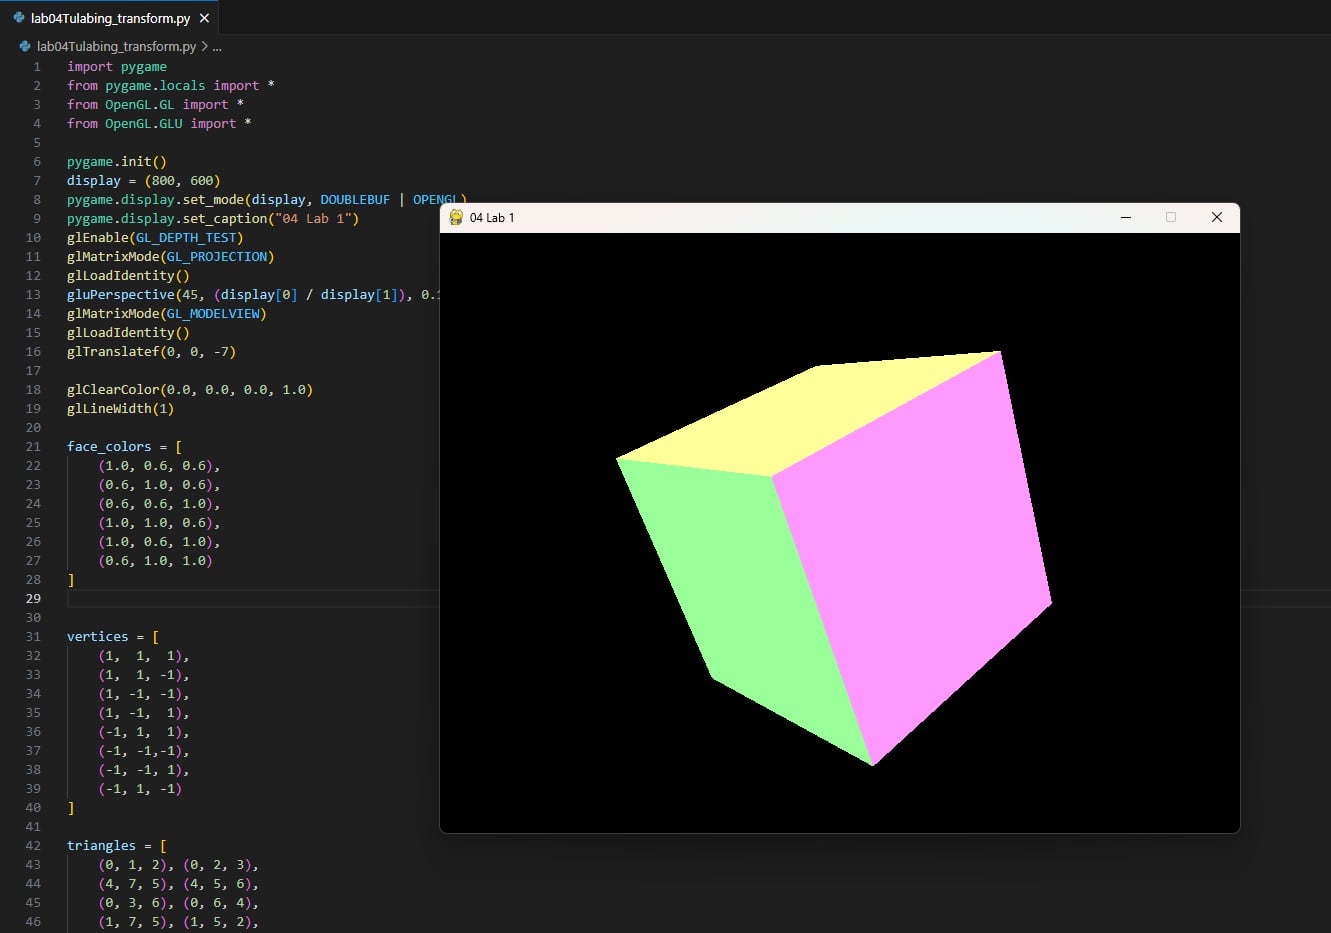 lab04Tulabing_transform.py
lab04Tulabing_transform.py > ...
1 import pygame
2 from pygame.locals import *
3 from OpenGL.GL import *
4 from OpenGL.GLU import *
5
6 pygame.init()
7 display = (800, 600)
8 pygame.display.set_mode(display, DOUBLEBUF | OPENGL)
9 pygame.display.set_caption("04 Lab 1")
10 glEnable(GL_DEPTH_TEST)
11 glMatrixMode(GL_PROJECTION)
12 glLoadIdentity()
13 gluPerspective(45, (display[0] / display[1]), 0.1
14 glMatrixMode(GL_MODELVIEW)
15 glLoadIdentity()
16 glTranslatef(0, 0, -7)
17
18 glClearColor(0.0, 0.0, 0.0, 1.0)
19 glLineWidth(1)
20
21 face_colors = [
22 (1.0, 0.6, 0.6),
23 (0.6, 1.0, 0.6),
24 (0.6, 0.6, 1.0),
25 (1.0, 1.0, 0.6),
26 (1.0, 0.6, 1.0),
27 (0.6, 1.0, 1.0)
28 ]
29
30
31 vertices = [
32 (1,  1,  1),
33 (1,  1, -1),
34 (1, -1, -1),
35 (1, -1,  1),
36 (-1, 1,  1),
37 (-1, -1,-1),
38 (-1, -1, 1),
39 (-1, 1, -1)
40 ]
41
42 triangles = [
43 (0, 1, 2), (0, 2, 3),
44 (4, 7, 5), (4, 5, 6),
45 (0, 3, 6), (0, 6, 4),
46 (1, 7, 5), (1, 5, 2),
04 Lab 1